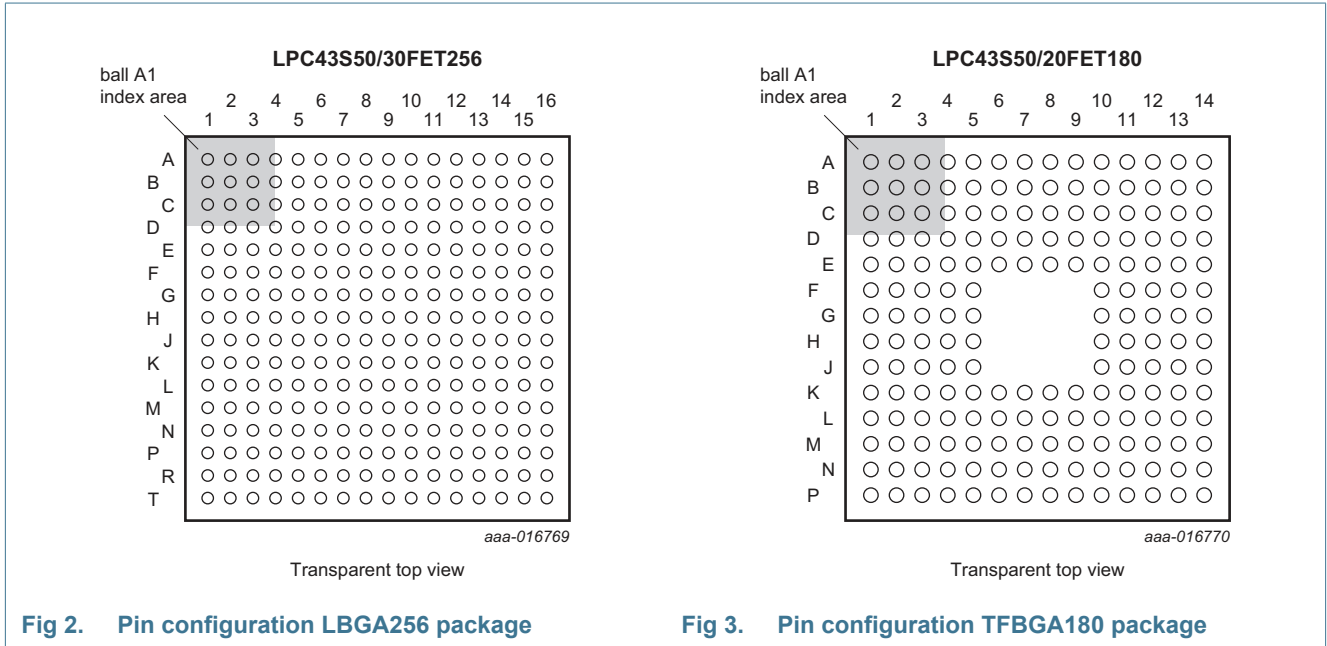 LPC43S50/30FET256
ball A1
index area
2 4 6 8 10 12 14 16
1 3 5 7 9 11 13 15
A
B
C
D
E
F
G
H
J
K
L
M
N
P
R
T
aaa-016769
Transparent top view
Fig 2. Pin configuration LBGA256 package
LPC43S50/20FET180
ball A1
index area
2 4 6 8 10 12 14
1 3 5 7 9 11 13
A
B
C
D
E
F
G
H
J
K
L
M
N
P
aaa-016770
Transparent top view
Fig 3. Pin configuration TFBGA180 package